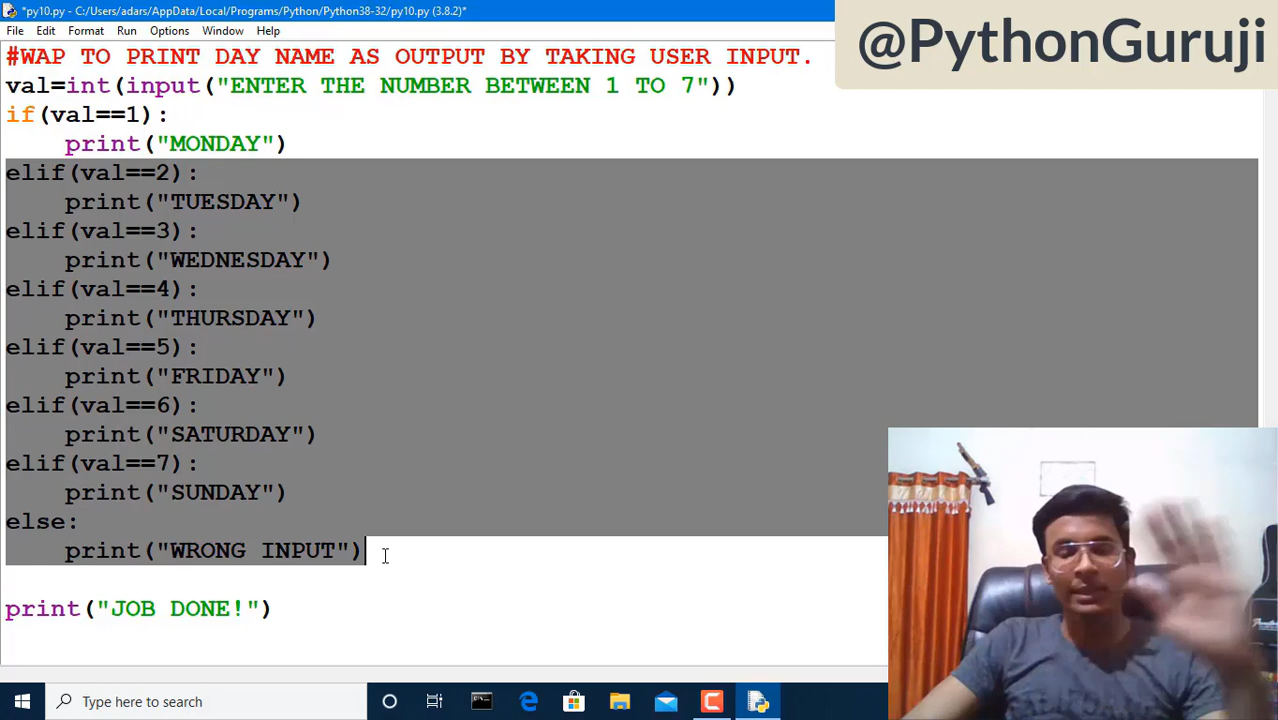 *py10.py - C:/Users/adars/AppData/Local/Programs/Python/Python38-32/py10.py (3.8.2)*
File Edit Format Run Options Window Help
@PythonGuruji
#WAP TO PRINT DAY NAME AS OUTPUT BY TAKING USER INPUT.
val=int(input("ENTER THE NUMBER BETWEEN 1 TO 7"))
if(val==1):
    print("MONDAY")
elif(val==2):
    print("TUESDAY")
elif(val==3):
    print("WEDNESDAY")
elif(val==4):
    print("THURSDAY")
elif(val==5):
    print("FRIDAY")
elif(val==6):
    print("SATURDAY")
elif(val==7):
    print("SUNDAY")
else:
    print("WRONG INPUT")
print("JOB DONE!")
Type here to search